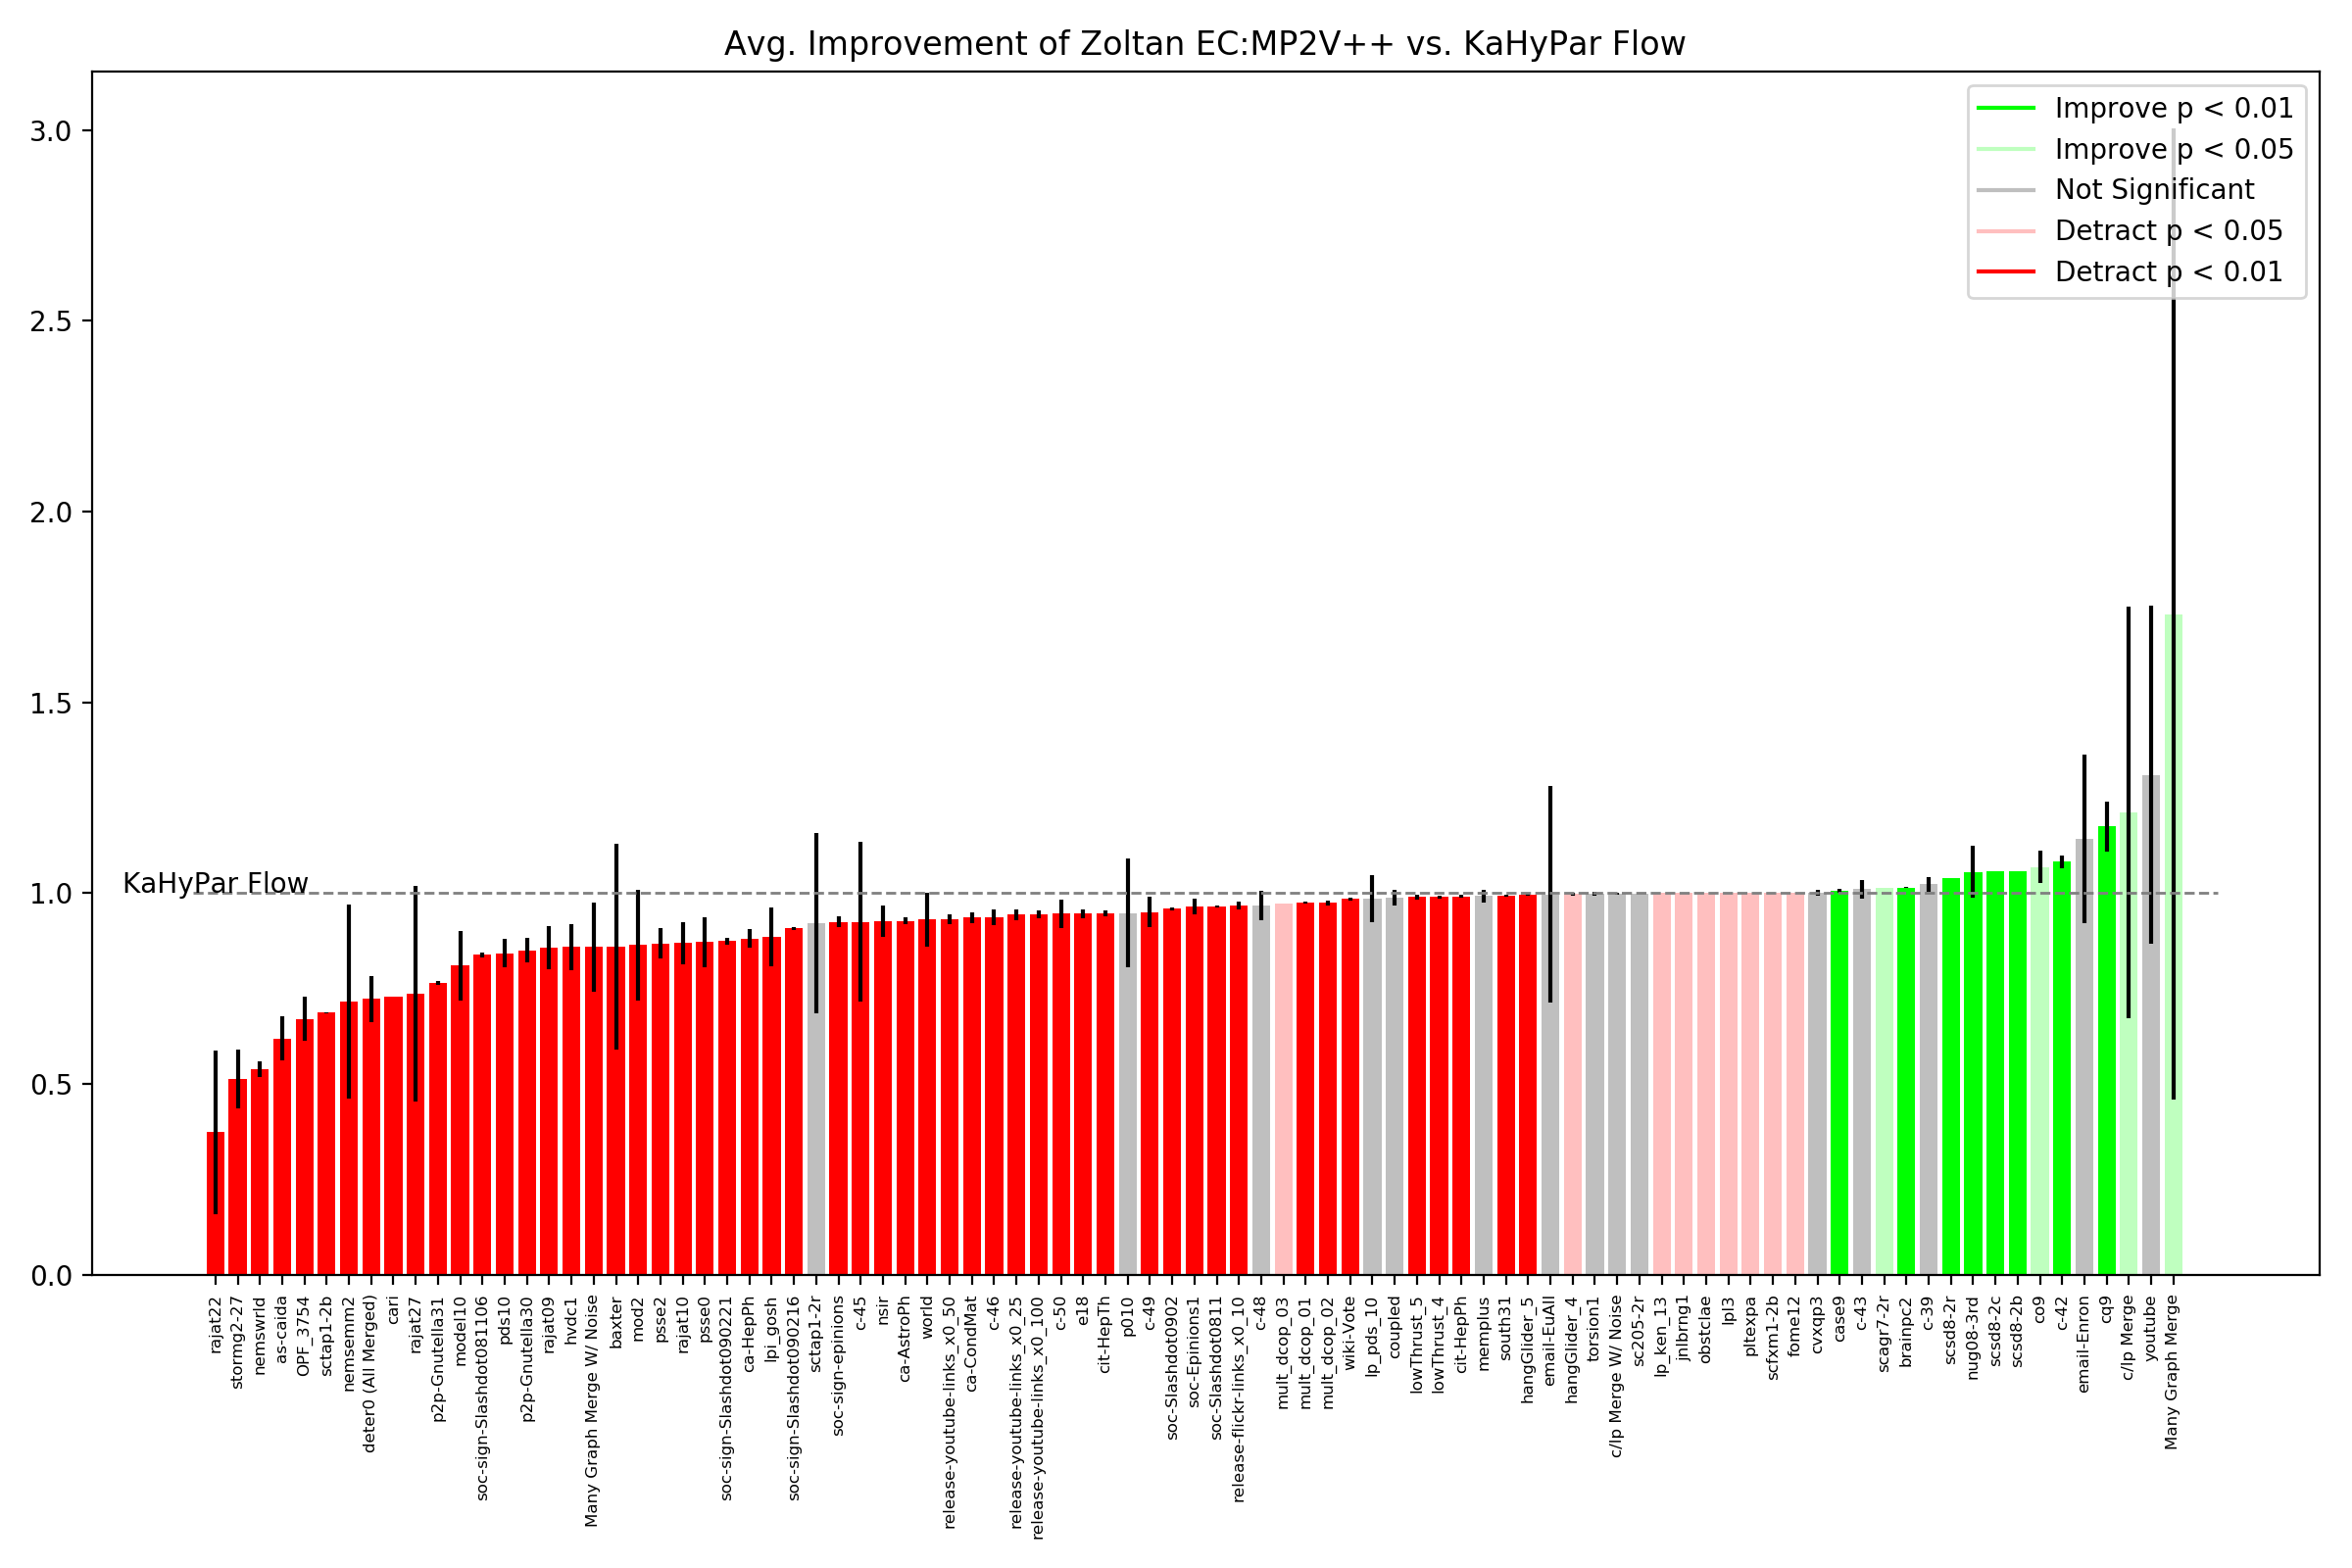 Avg. Improvement of Zoltan EC:MP2V++ vs. KaHyPar Flow
Improve p < 0.01
Improve p < 0.05
Not Significant
Detract p < 0.05
Detract p < 0.01
3.0
2.5
2.0
1.5
1.0
0.5
0.0
KaHyPar Flow
rajat22
stormg2-27
nemswrld
as-caida
OPF_3754
sctap1-2b
nemsemm2
deter0 (All Merged)
cari
rajat27
p2p-Gnutella31
model10
soc-sign-Slashdot081106
pds10
p2p-Gnutella30
rajat09
hvdc1
Many Graph Merge W/ Noise
baxter
mod2
psse2
rajat10
psse0
soc-sign-Slashdot090221
ca-HepPh
lpi_gosh
soc-sign-Slashdot090216
sctap1-2r
soc-sign-epinions
c-45
nsir
ca-AstroPh
world
release-youtube-links_x0_50
ca-CondMat
c-46
release-youtube-links_x0_25
release-youtube-links_x0_100
c-50
e18
cit-HepTh
p010
c-49
soc-Slashdot0902
soc-Epinions1
soc-Slashdot0811
release-flickr-links_x0_10
c-48
mult_dcop_03
mult_dcop_01
mult_dcop_02
wiki-Vote
lp_pds_10
coupled
lowThrust_5
lowThrust_4
cit-HepPh
memplus
south31
hangGlider_5
email-EuAll
hangGlider_4
torsion1
c/lp Merge W/ Noise
sc205-2r
lp_ken_13
jnlbrng1
obstclae
lpl3
pltexpa
scfxm1-2b
fome12
cvxqp3
case9
c-43
scagr7-2r
brainpc2
c-39
scsd8-2r
nug08-3rd
scsd8-2c
scsd8-2b
co9
c-42
email-Enron
cq9
c/lp Merge
youtube
Many Graph Merge